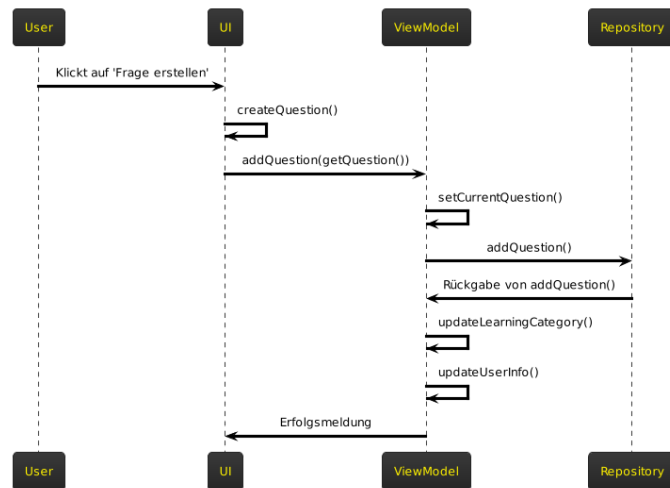 User UI ViewModel Repository
Klickt auf 'Frage erstellen'
createQuestion()
addQuestion(getQuestion())
setCurrentQuestion()
addQuestion()
Rückgabe von addQuestion()
updateLearningCategory()
updateUserInfo()
Erfolgsmeldung
User UI ViewModel Repository